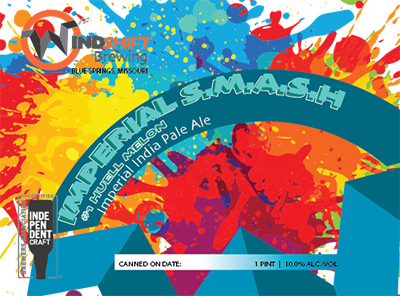 WINDSHIFT
Brewing
BLUE SPRINGS, MISSOURI
IMPERIAL S.M.A.S.H
#1 HUELL MELON
Imperial India Pale Ale
INDE
PEN
DENT
CRAFT
CANNED ON DATE: 1 PINT | 10.0% ALC./VOL.